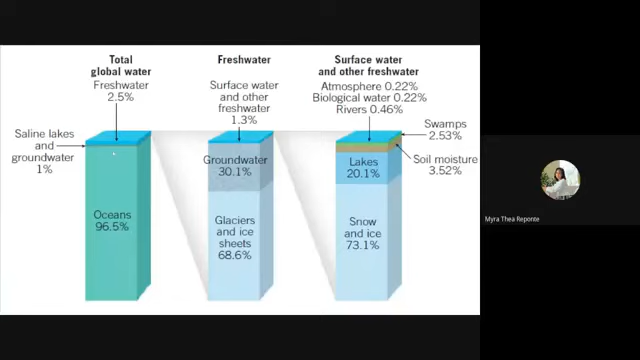 Total
global water
Freshwater
2.5%
Saline lakes
and
groundwater
1%
Oceans
96.5%
Freshwater
Surface water
and other
freshwater
1.3%
Groundwater
30.1%
Glaciers
and ice
sheets
68.6%
Surface water
and other freshwater
Atmosphere 0.22%
Biological water 0.22%
Rivers 0.46%
Swamps
2.53%
Soil moisture
3.52%
Lakes
20.1%
Snow
and ice
73.1%
Myra Thea Reponte